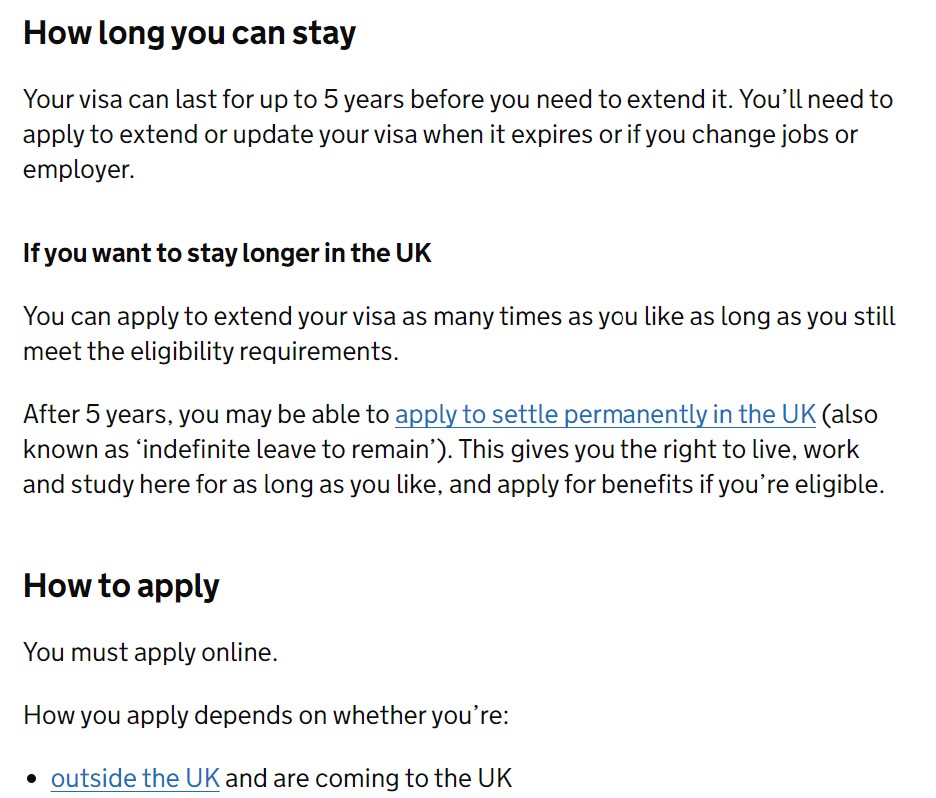 How long you can stay
Your visa can last for up to 5 years before you need to extend it. You’ll need to
apply to extend or update your visa when it expires or if you change jobs or
employer.
If you want to stay longer in the UK
You can apply to extend your visa as many times as you like as long as you still
meet the eligibility requirements.
After 5 years, you may be able to apply to settle permanently in the UK (also
known as ‘indefinite leave to remain’). This gives you the right to live, work
and study here for as long as you like, and apply for benefits if you’re eligible.
How to apply
You must apply online.
How you apply depends on whether you’re:
• outside the UK and are coming to the UK